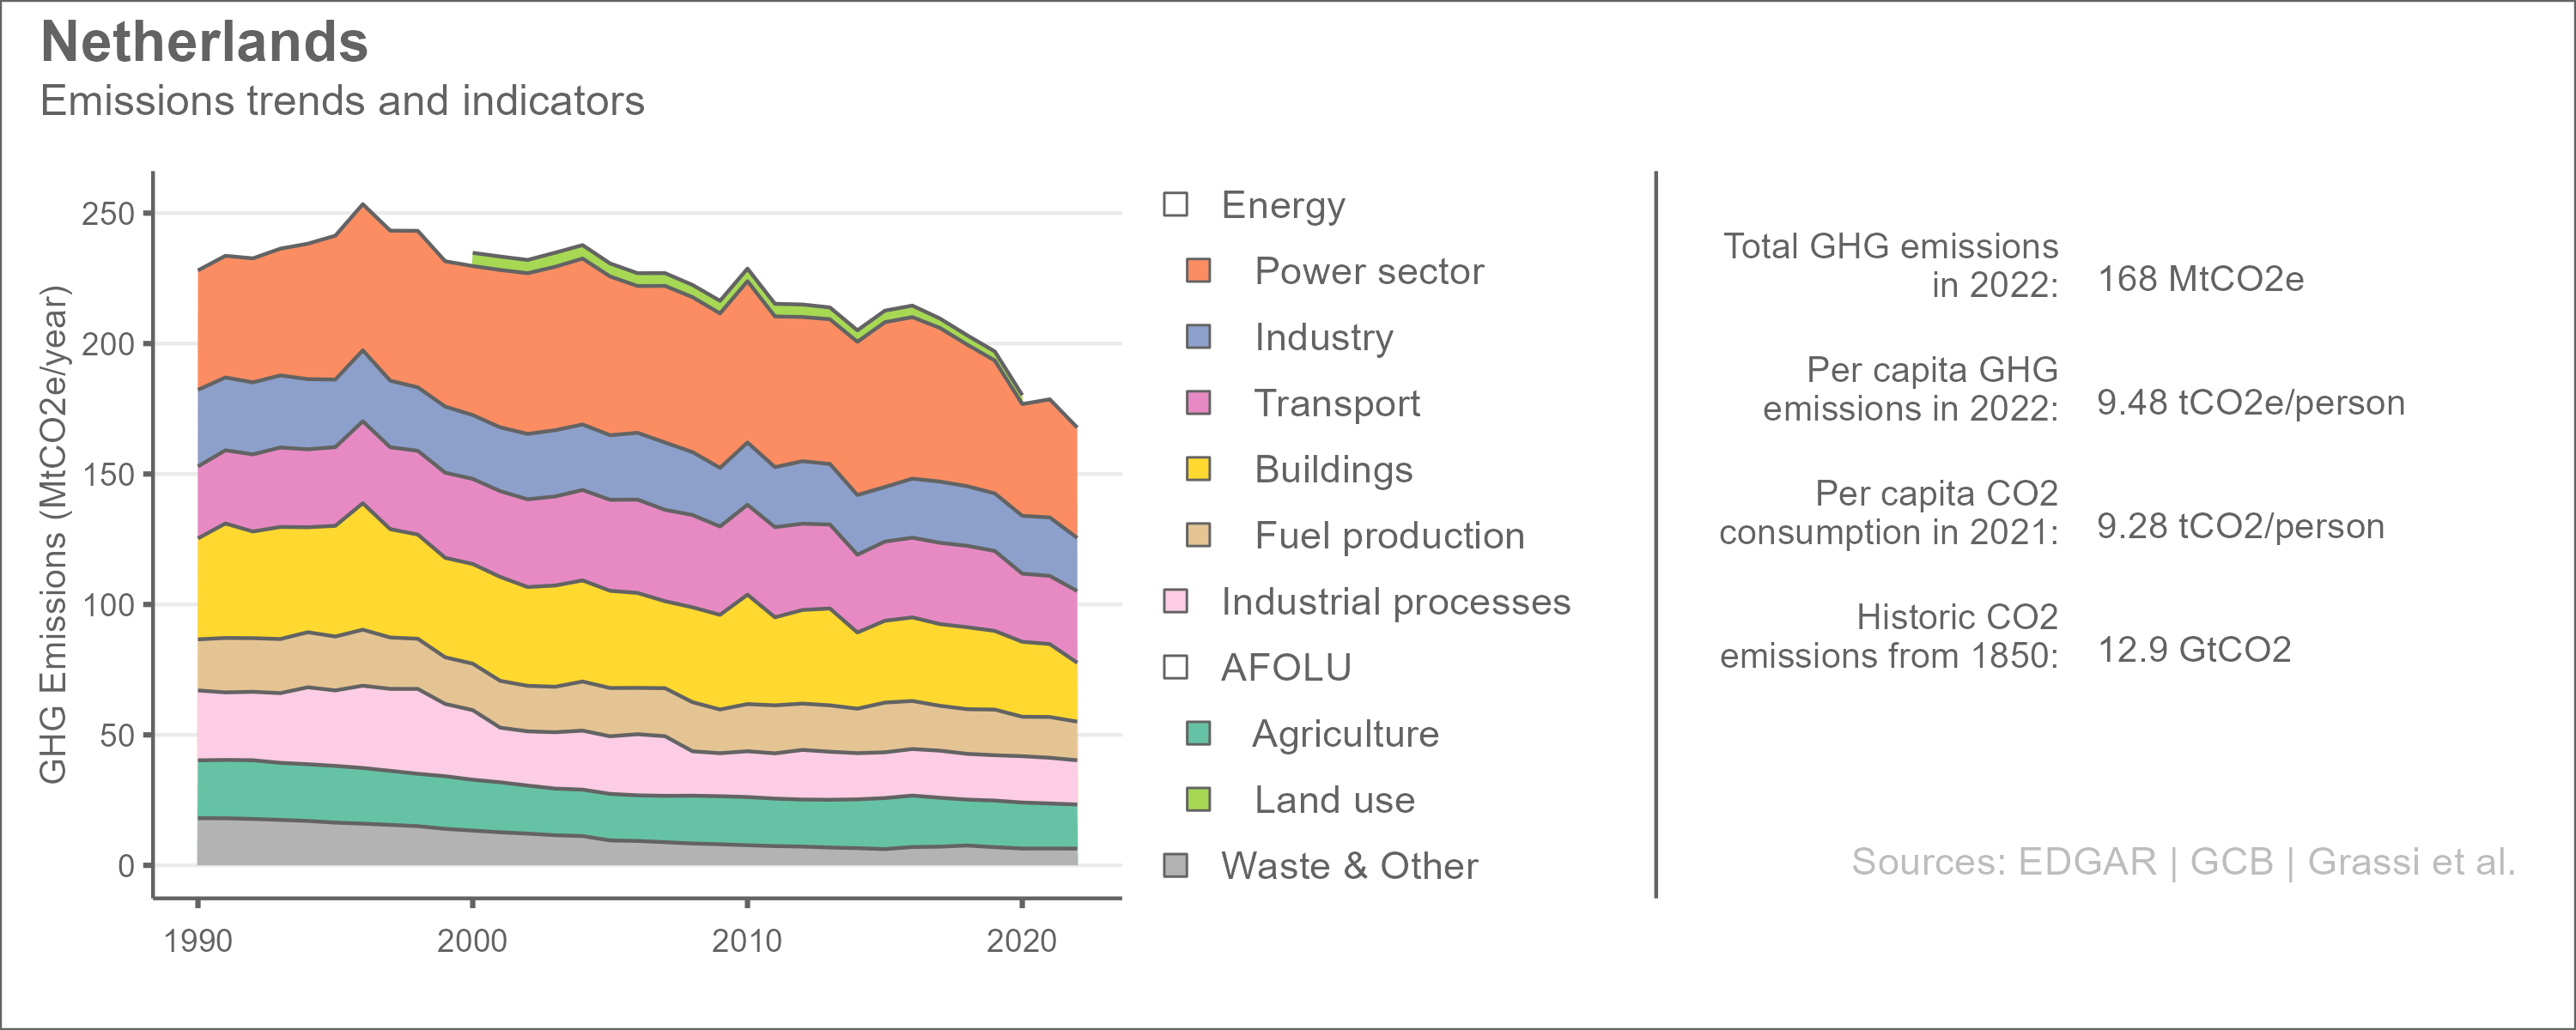 Netherlands
Emissions trends and indicators
GHG Emissions (MtCO2e/year)
250
200
150
100
50
0
1990
2000
2010
2020
Energy
Power sector
Industry
Transport
Buildings
Fuel production
Industrial processes
AFOLU
Agriculture
Land use
Waste & Other
Total GHG emissions
in 2022:
168 MtCO2e
Per capita GHG
emissions in 2022:
9.48 tCO2e/person
Per capita CO2
consumption in 2021:
9.28 tCO2/person
Historic CO2
emissions from 1850:
12.9 GtCO2
Sources: EDGAR | GCB | Grassi et al.